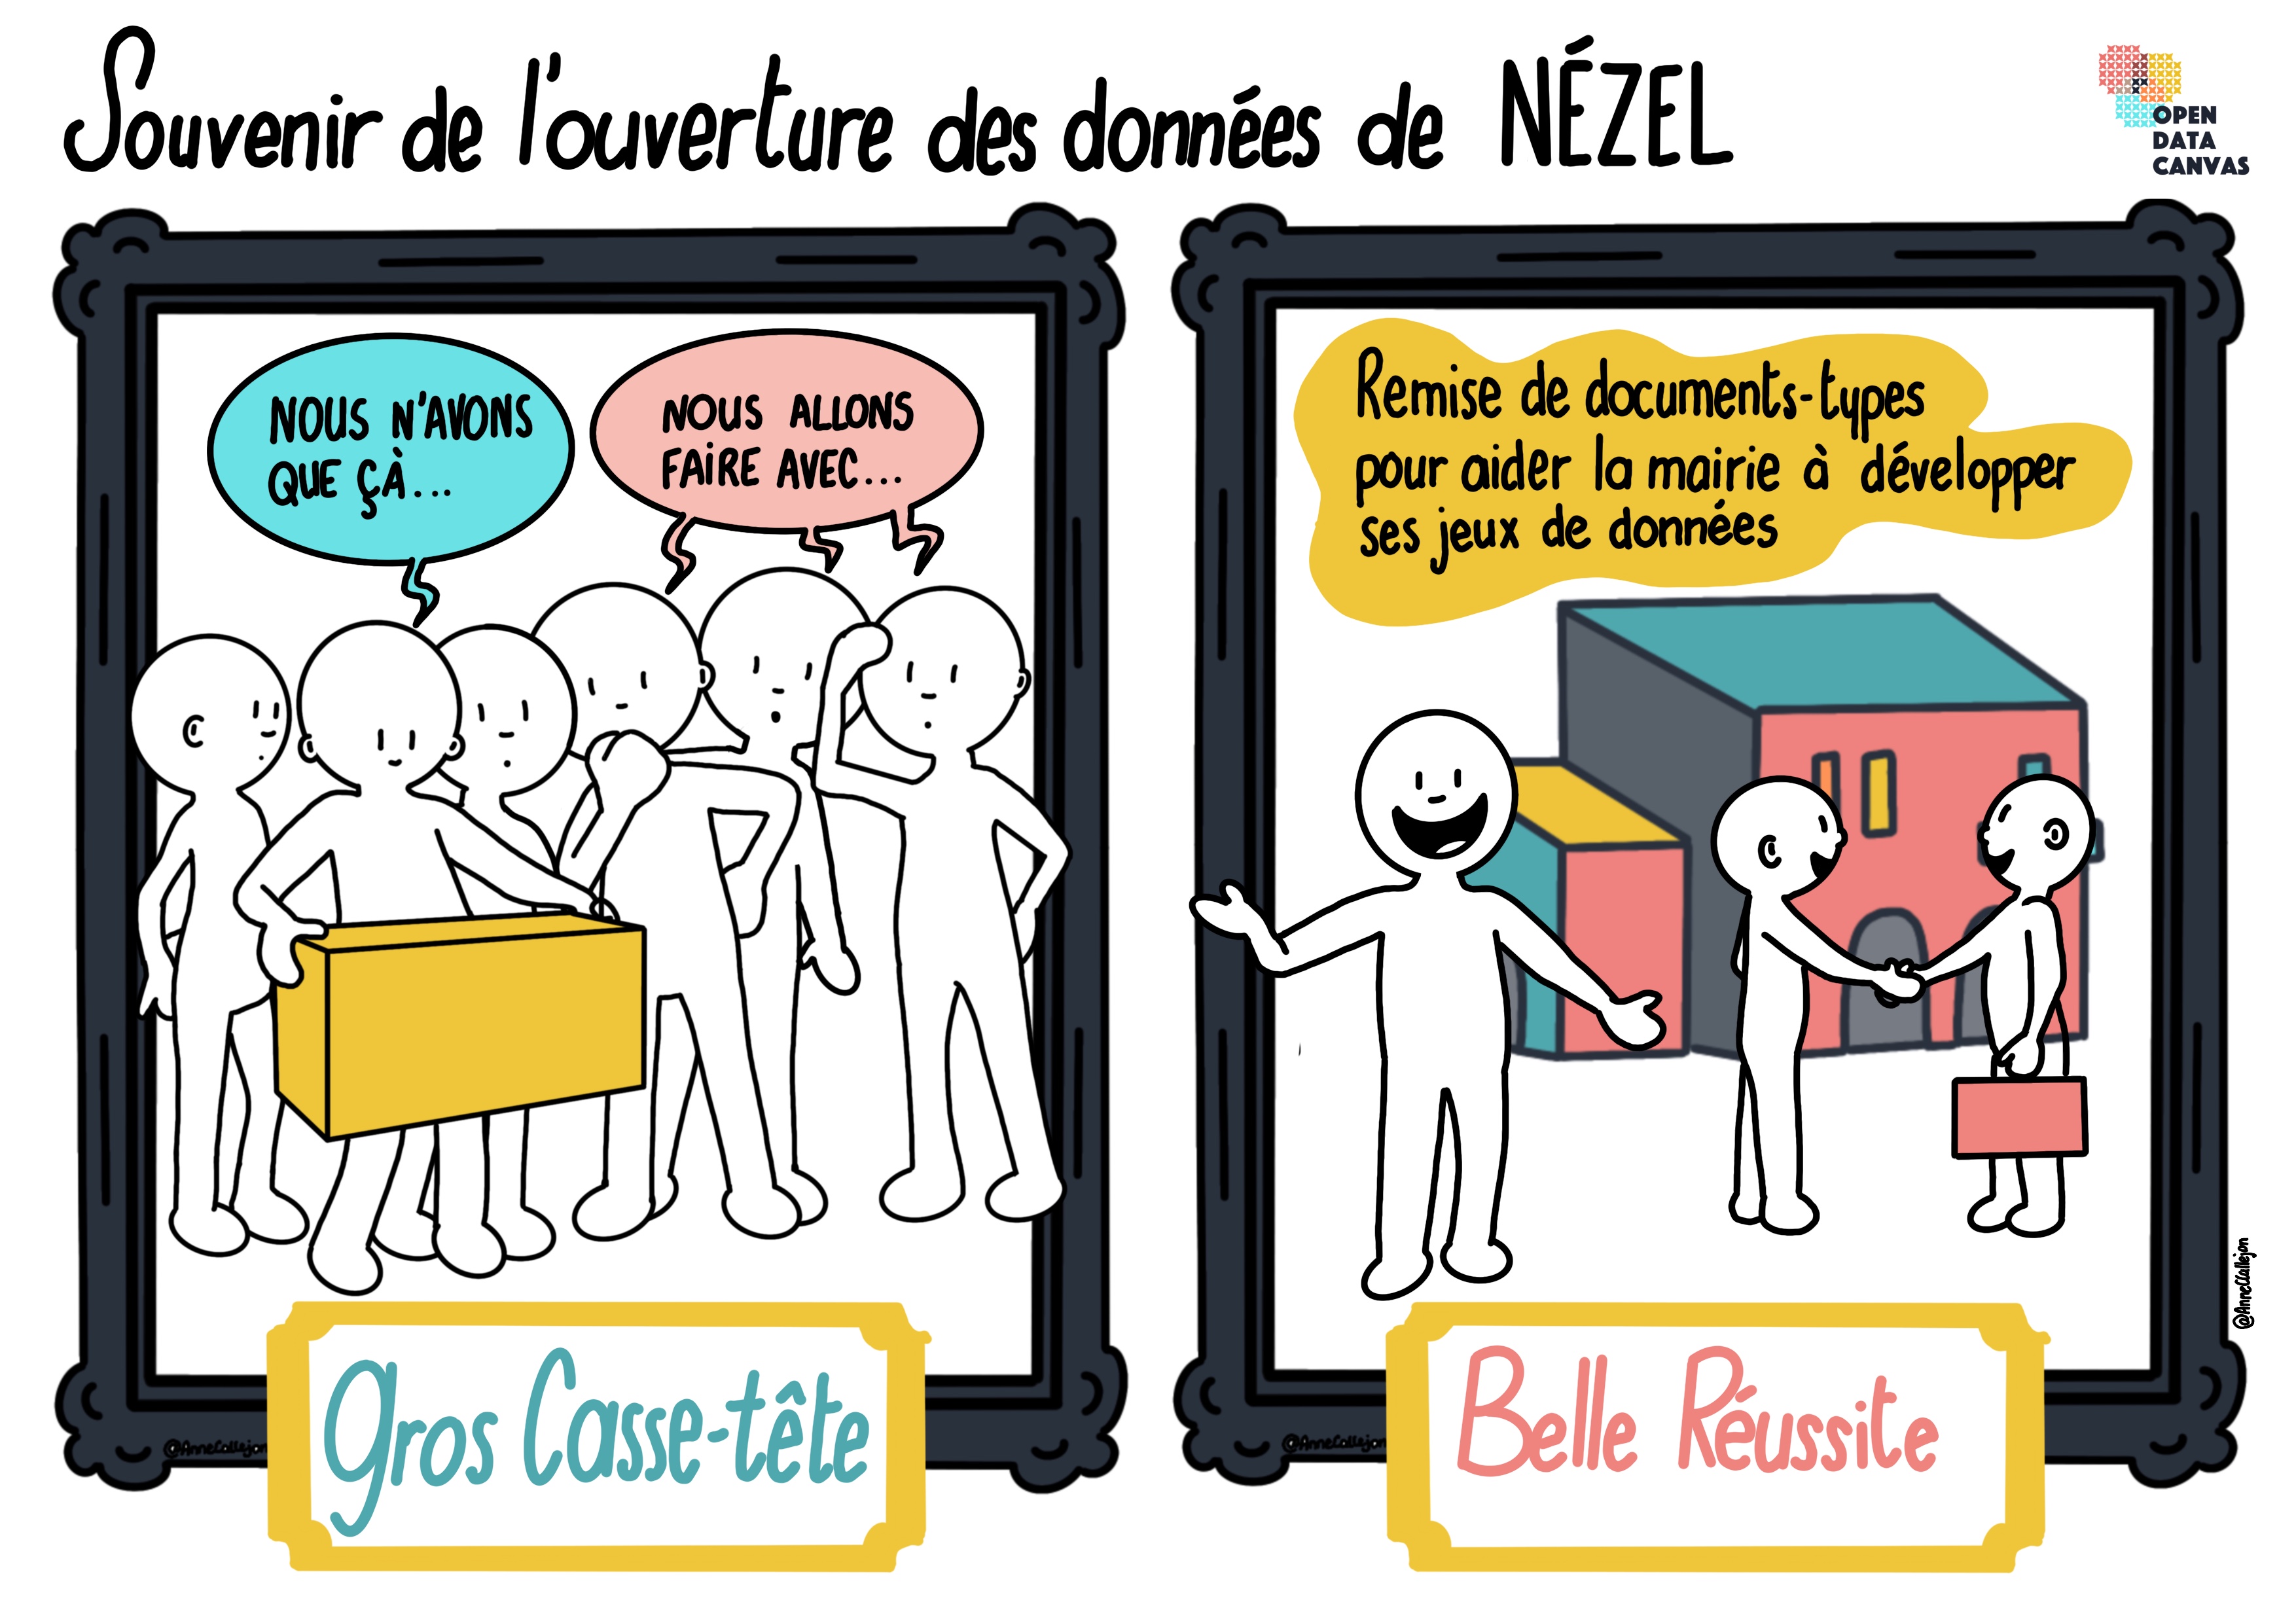 Souvenir de l'ouverture des données de NÉZEL
OPEN
DATA
CANVAS
NOUS N'AVONS
QUE ÇÀ...
NOUS ALLONS
FAIRE AVEC...
Remise de documents-types
pour aider la mairie à développer
ses jeux de données
@AnneCCallejon
@AnneCallejon
Gros Casse-tête
@AnneCallejon
Belle Réussite